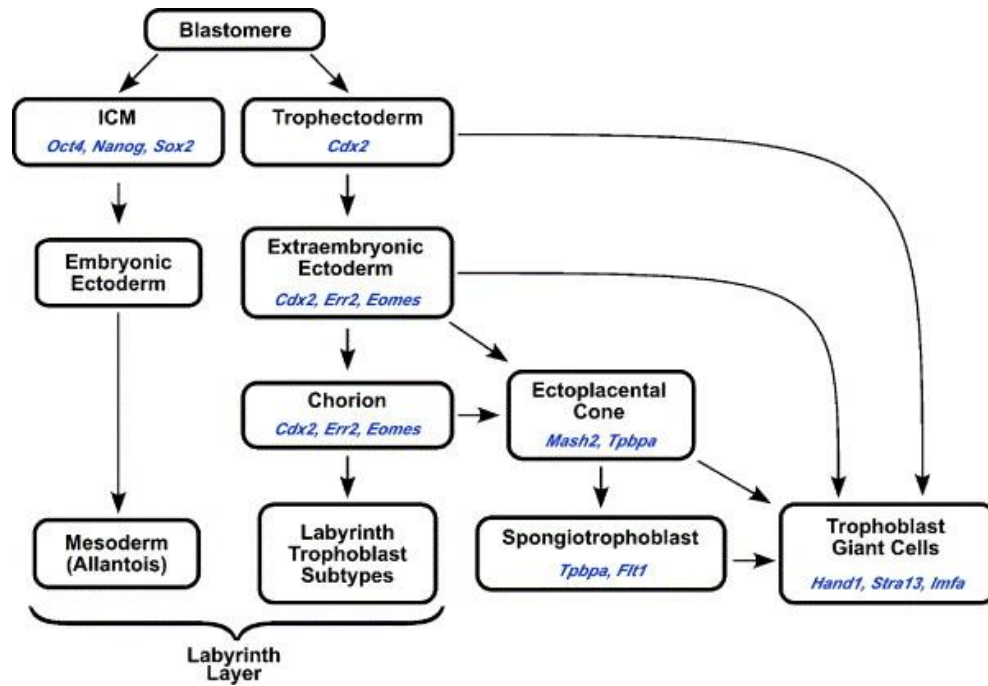 Blastomere
ICM
Oct4, Nanog, Sox2
Trophectoderm
Cdx2
Embryonic
Ectoderm
Extraembryonic
Ectoderm
Cdx2, Err2, Eomes
Chorion
Cdx2, Err2, Eomes
Ectoplacental
Cone
Mash2, Tpbpa
Mesoderm
(Allantois)
Labyrinth
Trophoblast
Subtypes
Spongiotrophoblast
Tpbpa, Flt1
Trophoblast
Giant Cells
Hand1, Stra13, Imfa
Labyrinth
Layer